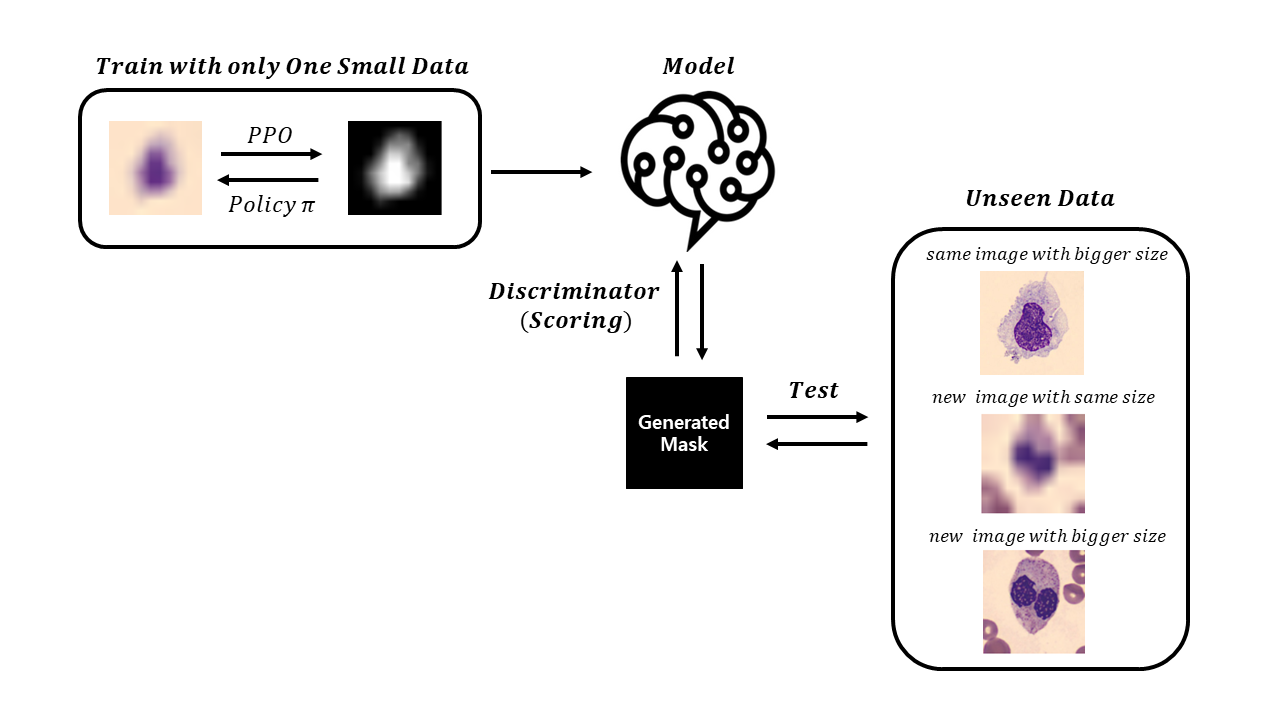 Train with only One Small Data
PPO
Policy π
Model
Discriminator
(Scoring)
Generated
Mask
Test
Unseen Data
same image with bigger size
new image with same size
new image with bigger size